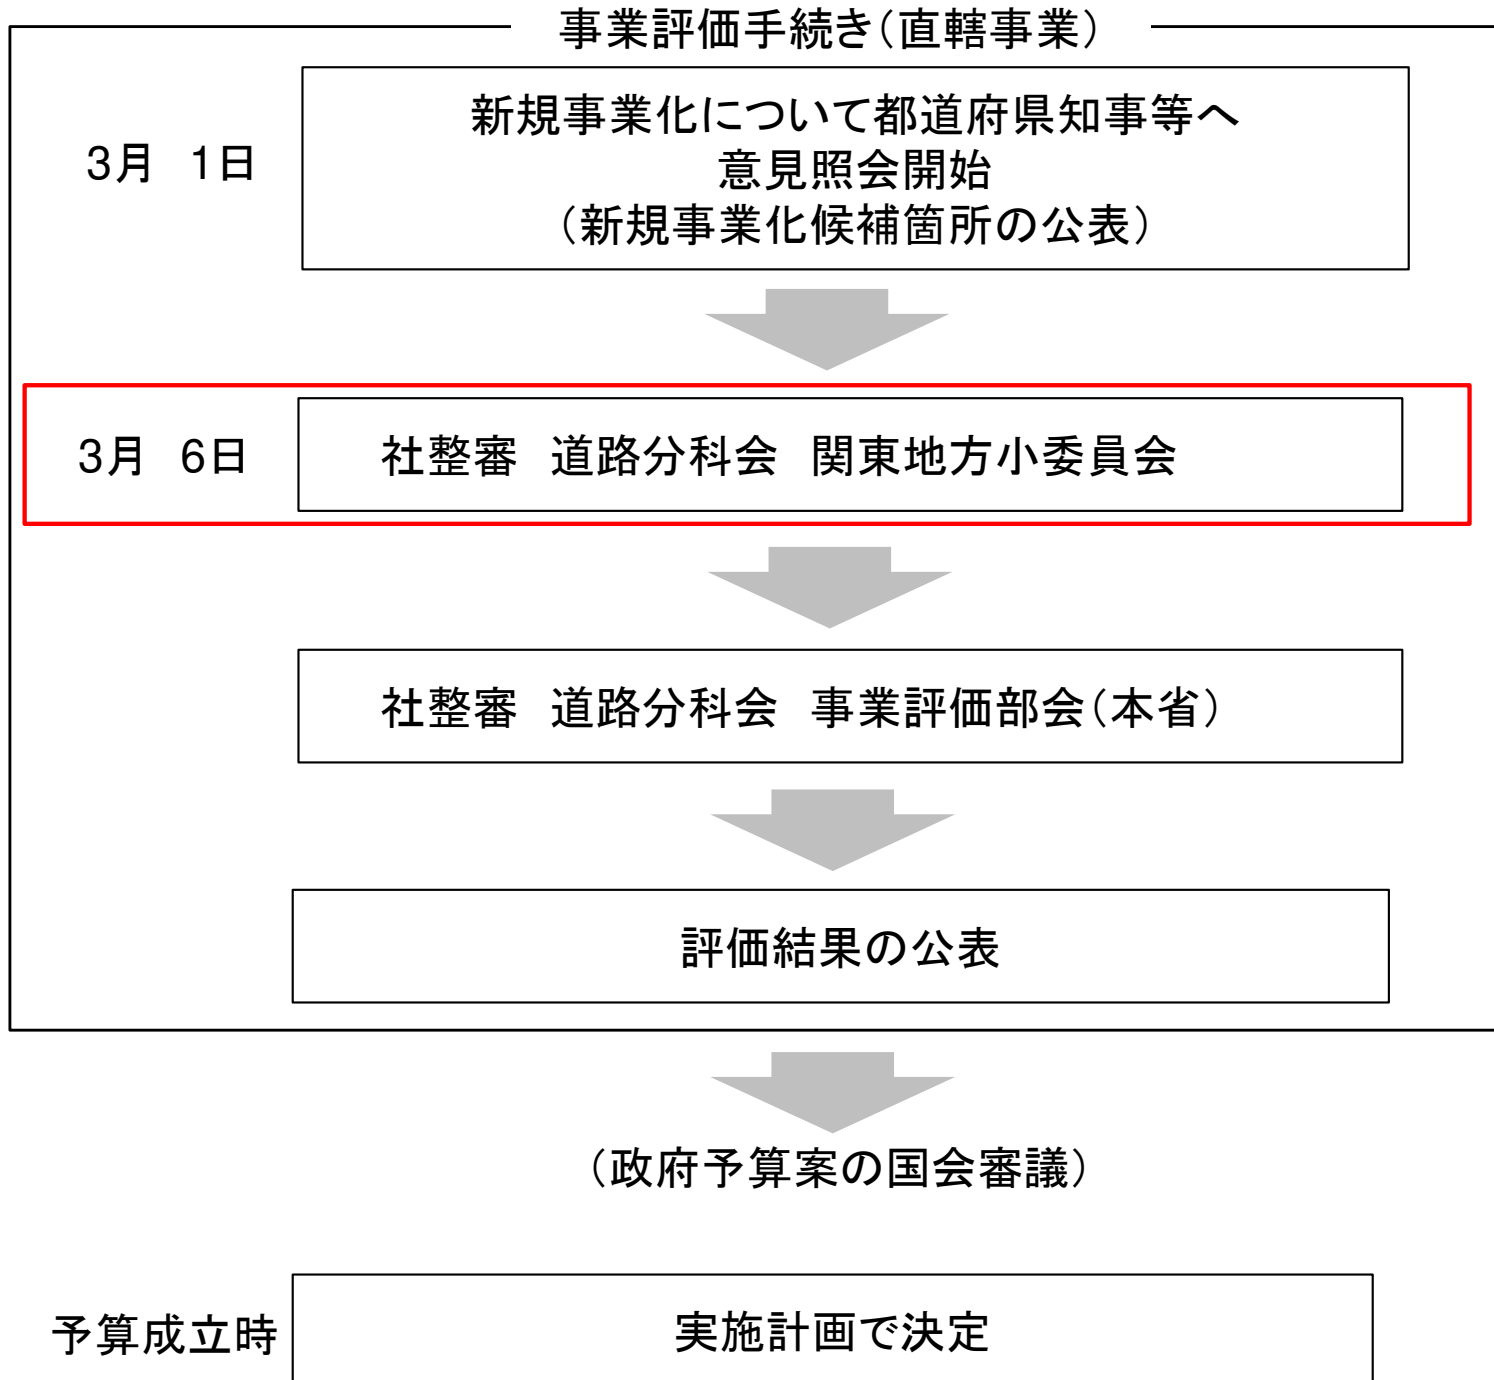 事業評価手続き（直轄事業）
新規事業化について都道府県知事等へ
3月　1日
意見照会開始
（新規事業化候補箇所の公表）
3月　6日　社整審　道路分科会　関東地方小委員会
社整審　道路分科会　事業評価部会（本省）
評価結果の公表
（政府予算案の国会審議）
予算成立時　実施計画で決定